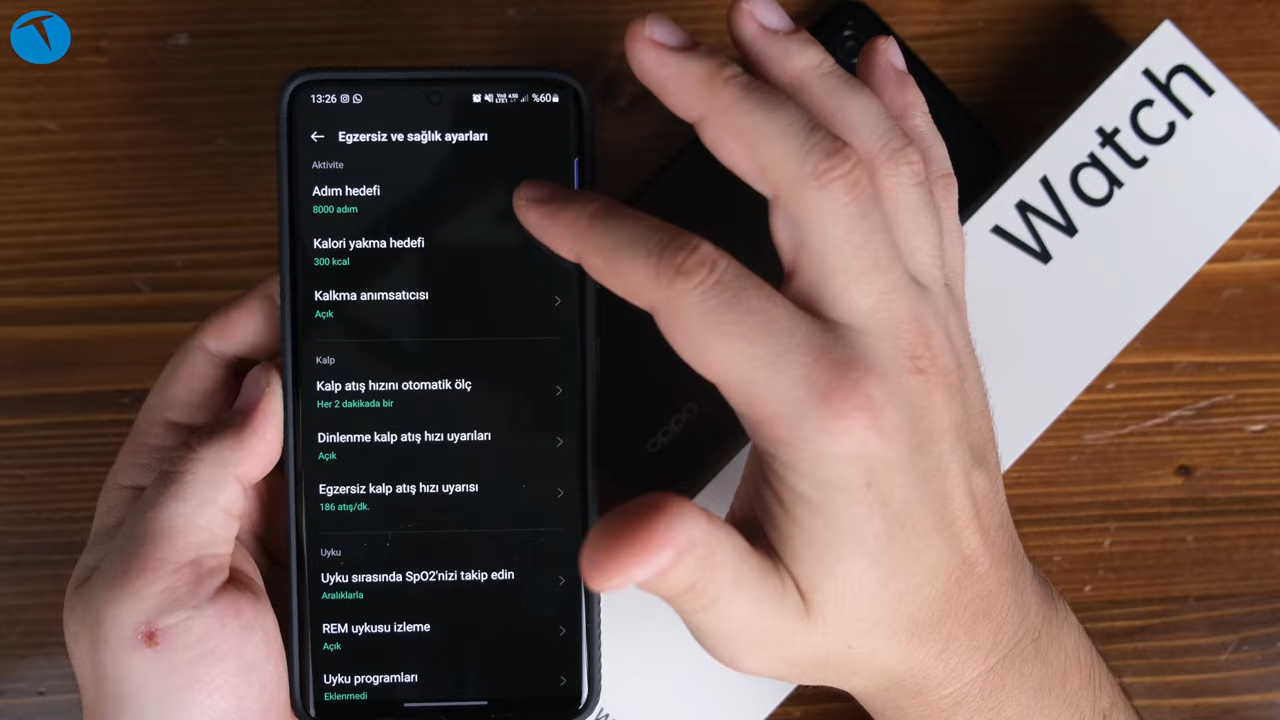 13:26
%60
Egzersiz ve sağlık ayarları
Aktivite
Adım hedefi
8000 adım
Kalori yakma hedefi
300 kcal
Kalkma anımsatıcısı
Açık
Kalp
Kalp atış hızını otomatik ölç
Her 2 dakikada bir
Dinlenme kalp atış hızı uyarıları
Açık
Egzersiz kalp atış hızı uyarısı
186 atış/dk.
Uyku
Uyku sırasında SpO2'nizi takip edin
Aralıklarla
REM uykusu izleme
Açık
Uyku programları
Eklenmedi
Watch
oppo